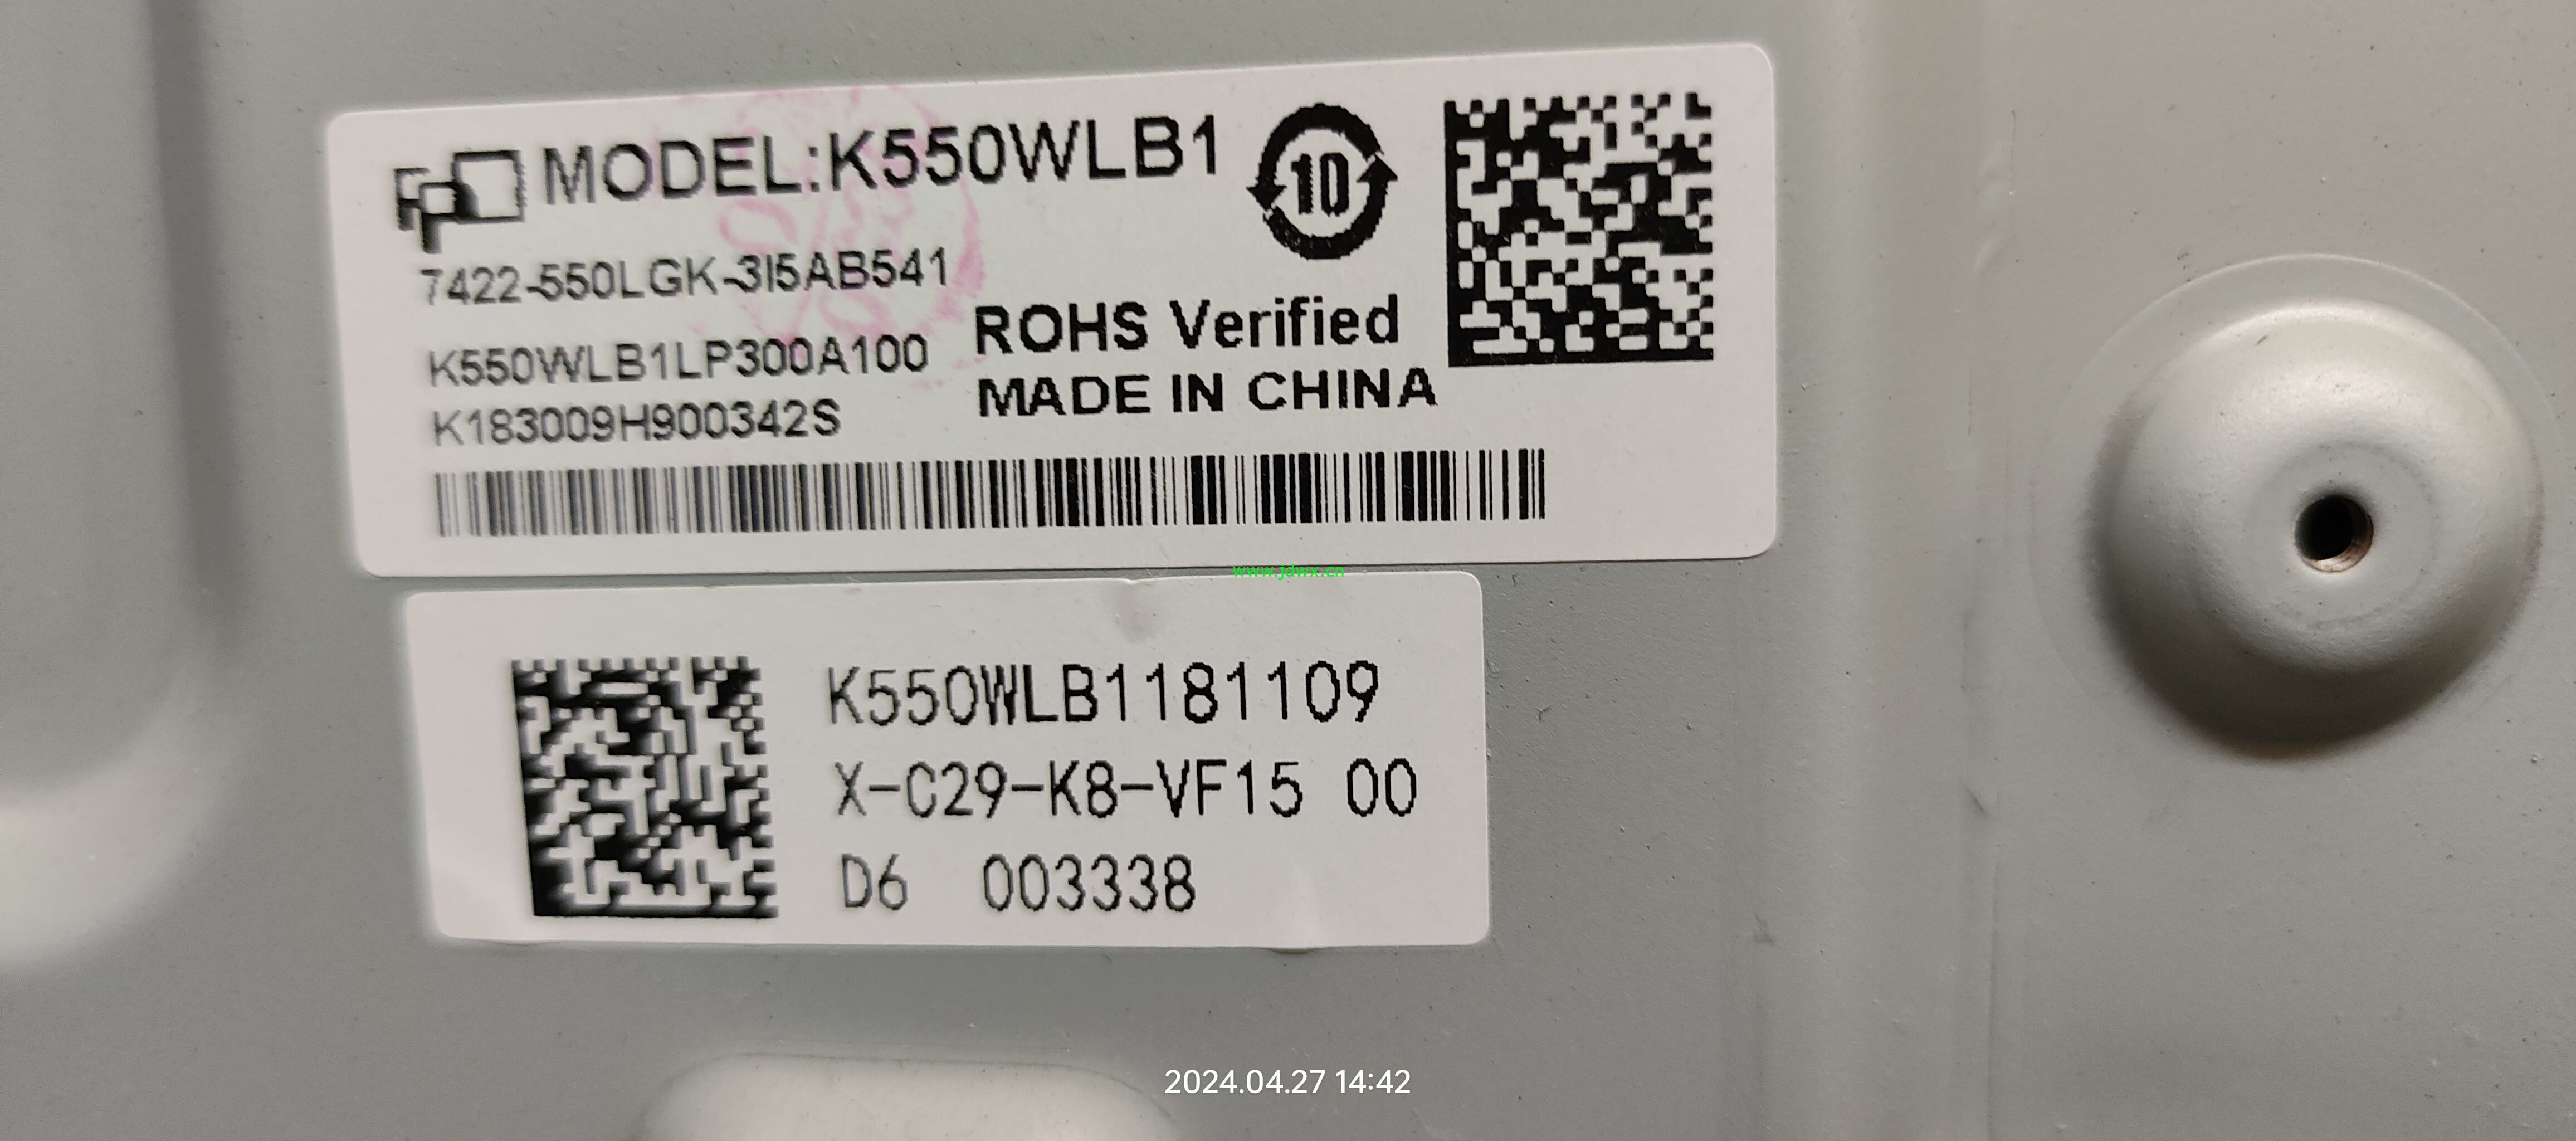 MODEL:K550WLB1
10
7422-550LGK-3I5AB541
ROHS Verified
K550WLB1LP300A100
MADE IN CHINA
K183009H900342S
www.jdwx.cn
K550WLB1181109
X-C29-K8-VF15 00
D6 003338
2024.04.27 14:42